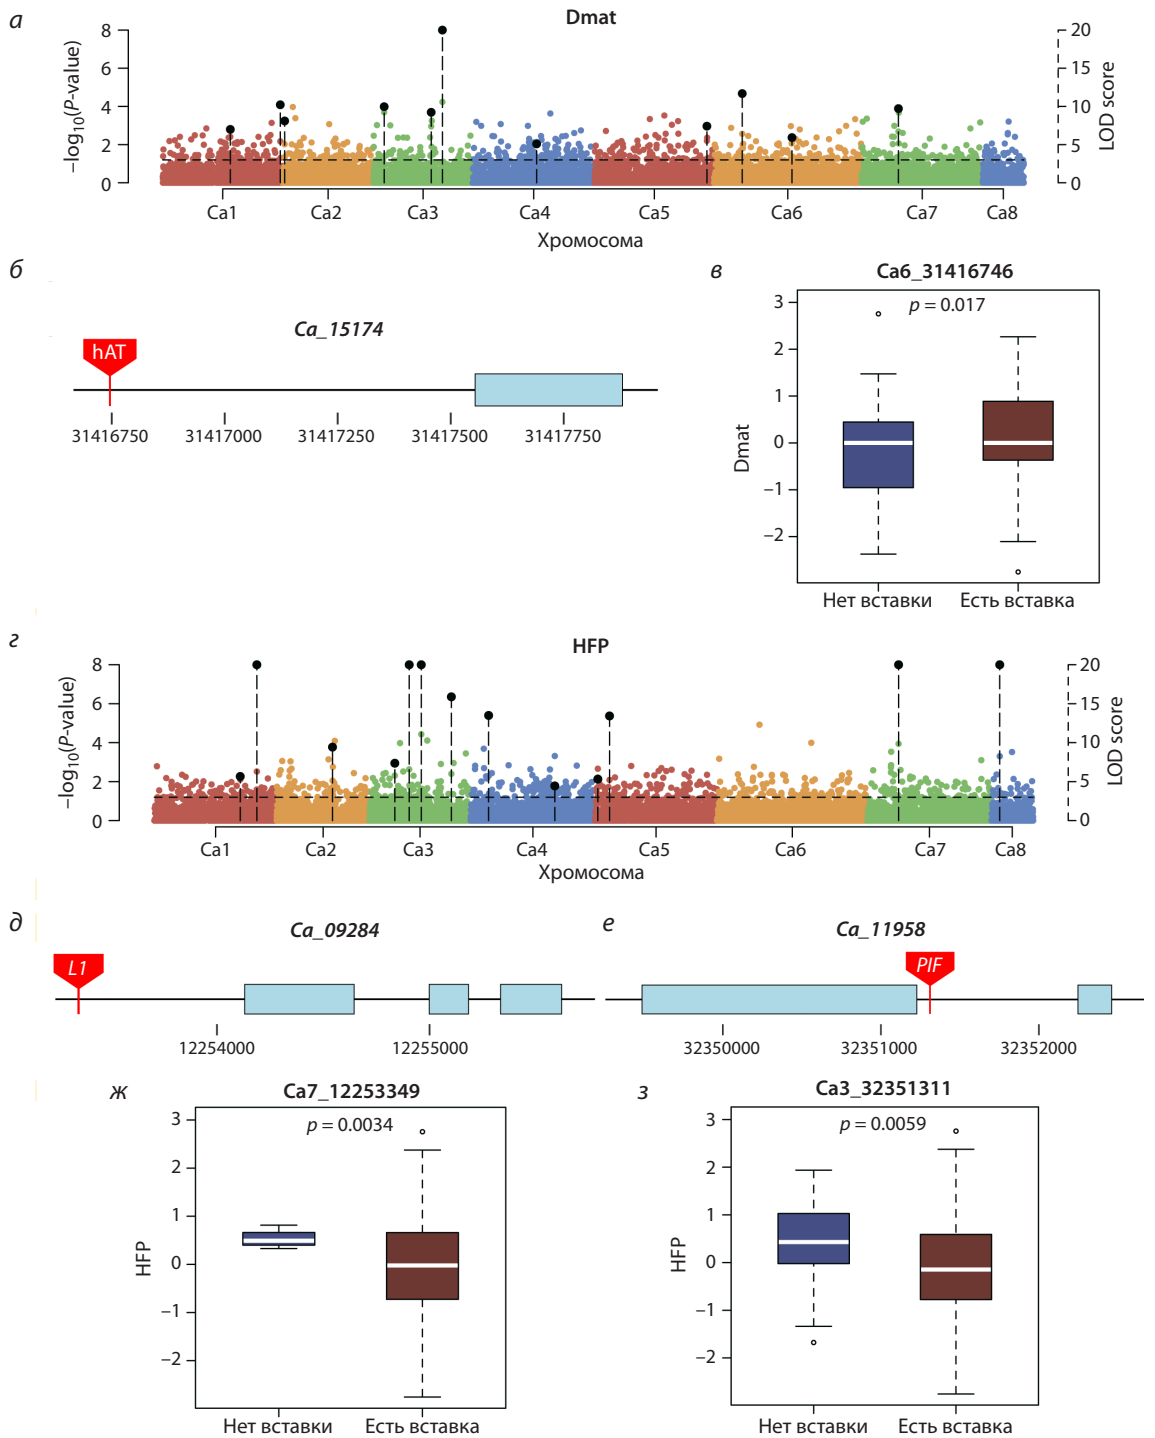 а
Dmat
−log10(P-value)
8
6
4
2
0
20
15
10
5
0
LOD score
Ca1 Ca2 Ca3 Ca4 Ca5 Ca6 Ca7 Ca8
Хромосома
б
Ca_15174
hAT
31416750 31417000 31417250 31417500 31417750
в
Ca6_31416746
p = 0.017
Dmat
3
2
1
0
−1
−2
Нет вставки Есть вставка
г
HFP
−log10(P-value)
8
6
4
2
0
20
15
10
5
0
LOD score
Ca1 Ca2 Ca3 Ca4 Ca5 Ca6 Ca7 Ca8
Хромосома
д
Ca_09284
L1
12254000 12255000
е
Ca_11958
PIF
32350000 32351000 32352000
ж
Ca7_12253349
p = 0.0034
HFP
3
2
1
0
−1
−2
Нет вставки Есть вставка
з
Ca3_32351311
p = 0.0059
HFP
3
2
1
0
−1
−2
Нет вставки Есть вставка